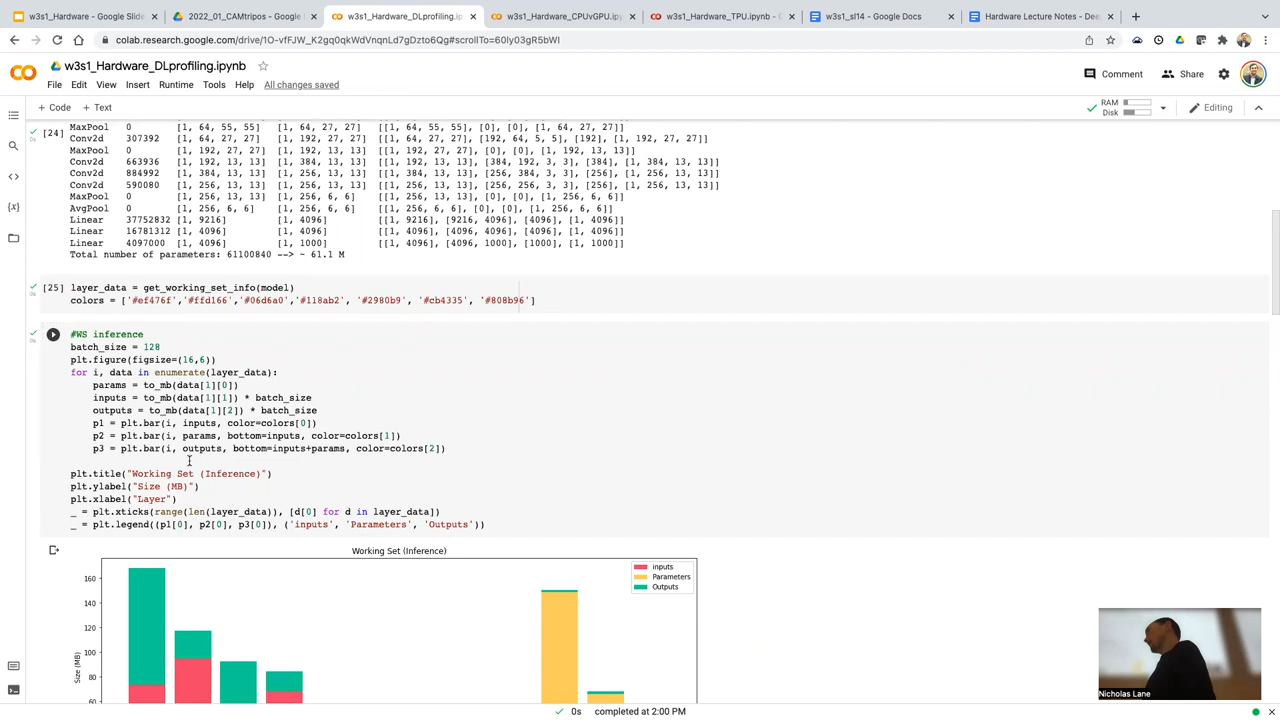 w3s1_Hardware - Google Slide
2022_01_CAMtripos - Google
w3s1_Hardware_DLprofiling.ip
w3s1_Hardware_CPUvGPU.ipy
w3s1_Hardware_TPU.ipynb - C
w3s1_sl14 - Google Docs
Hardware Lecture Notes - Dee
colab.research.google.com/drive/1O-vfFJW_K2gq0qkWdVnqnLd7gDzto6Qg#scrollTo=60Iy03gR5bWI
w3s1_Hardware_DLprofiling.ipynb
File Edit View Insert Runtime Tools Help All changes saved
Comment Share
+ Code + Text
RAM
Disk
Editing
[24]
MaxPool 0 [1, 64, 55, 55] [1, 64, 27, 27] [[1, 64, 55, 55], [0], [0], [1, 64, 27, 27]]
Conv2d 307392 [1, 64, 27, 27] [1, 192, 27, 27] [[1, 64, 27, 27], [192, 64, 5, 5], [192], [1, 192, 27, 27]]
MaxPool 0 [1, 192, 27, 27] [1, 192, 13, 13] [[1, 192, 27, 27], [0], [0], [1, 192, 13, 13]]
Conv2d 663936 [1, 192, 13, 13] [1, 384, 13, 13] [[1, 192, 13, 13], [384, 192, 3, 3], [384], [1, 384, 13, 13]]
Conv2d 884992 [1, 384, 13, 13] [1, 256, 13, 13] [[1, 384, 13, 13], [256, 384, 3, 3], [256], [1, 256, 13, 13]]
Conv2d 590080 [1, 256, 13, 13] [1, 256, 13, 13] [[1, 256, 13, 13], [256, 256, 3, 3], [256], [1, 256, 13, 13]]
MaxPool 0 [1, 256, 13, 13] [1, 256, 6, 6] [[1, 256, 13, 13], [0], [0], [1, 256, 6, 6]]
AvgPool 0 [1, 256, 6, 6] [1, 256, 6, 6] [[1, 256, 6, 6], [0], [0], [1, 256, 6, 6]]
Linear 37752832 [1, 9216] [1, 4096] [[1, 9216], [9216, 4096], [4096], [1, 4096]]
Linear 16781312 [1, 4096] [1, 4096] [[1, 4096], [4096, 4096], [4096], [1, 4096]]
Linear 4097000 [1, 4096] [1, 1000] [[1, 4096], [4096, 1000], [1000], [1, 1000]]
Total number of parameters: 61100840 --> ~ 61.1 M
[25] layer_data = get_working_set_info(model)
colors = ['#ef476f','#ffd166','#06d6a0','#118ab2', '#2980b9', '#cb4335', '#808b96']
#WS inference
batch_size = 128
plt.figure(figsize=(16,6))
for i, data in enumerate(layer_data):
params = to_mb(data[1][0])
inputs = to_mb(data[1][1]) * batch_size
outputs = to_mb(data[1][2]) * batch_size
p1 = plt.bar(i, inputs, color=colors[0])
p2 = plt.bar(i, params, bottom=inputs, color=colors[1])
p3 = plt.bar(i, outputs, bottom=inputs+params, color=colors[2])
plt.title("Working Set (Inference)")
plt.ylabel("Size (MB)")
plt.xlabel("Layer")
_ = plt.xticks(range(len(layer_data)), [d[0] for d in layer_data])
_ = plt.legend((p1[0], p2[0], p3[0]), ('inputs', 'Parameters', 'Outputs'))
Working Set (Inference)
inputs
Parameters
Outputs
160
140
120
100
80
60
Size (MB)
Nicholas Lane
0s completed at 2:00 PM